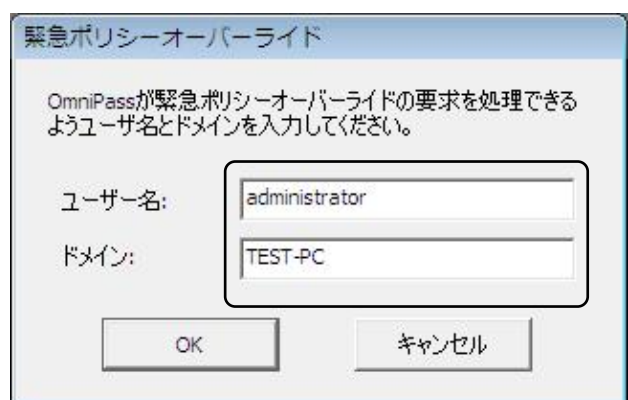 緊急ポリシーオーバーライド
OmniPassが緊急ポリシーオーバーライドの要求を処理できる
ようユーザ名とドメインを入力してください。
ユーザー名: administrator
ドメイン: TEST-PC
OK キャンセル